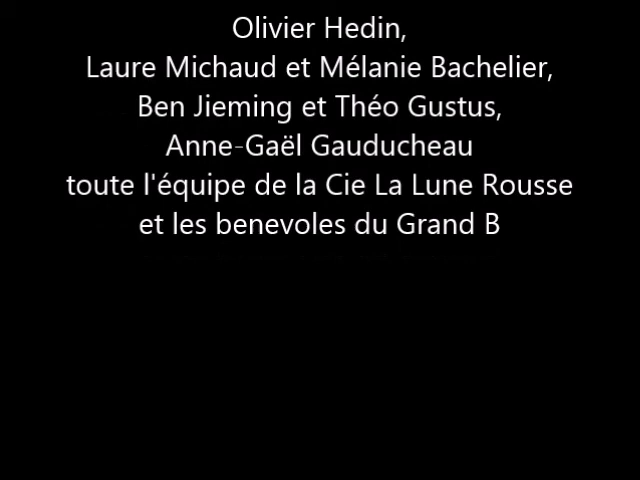 Olivier Hedin,
Laure Michaud et Mélanie Bachelier,
Ben Jieming et Théo Gustus,
Anne-Gaël Gauducheau
toute l'équipe de la Cie La Lune Rousse
et les benevoles du Grand B